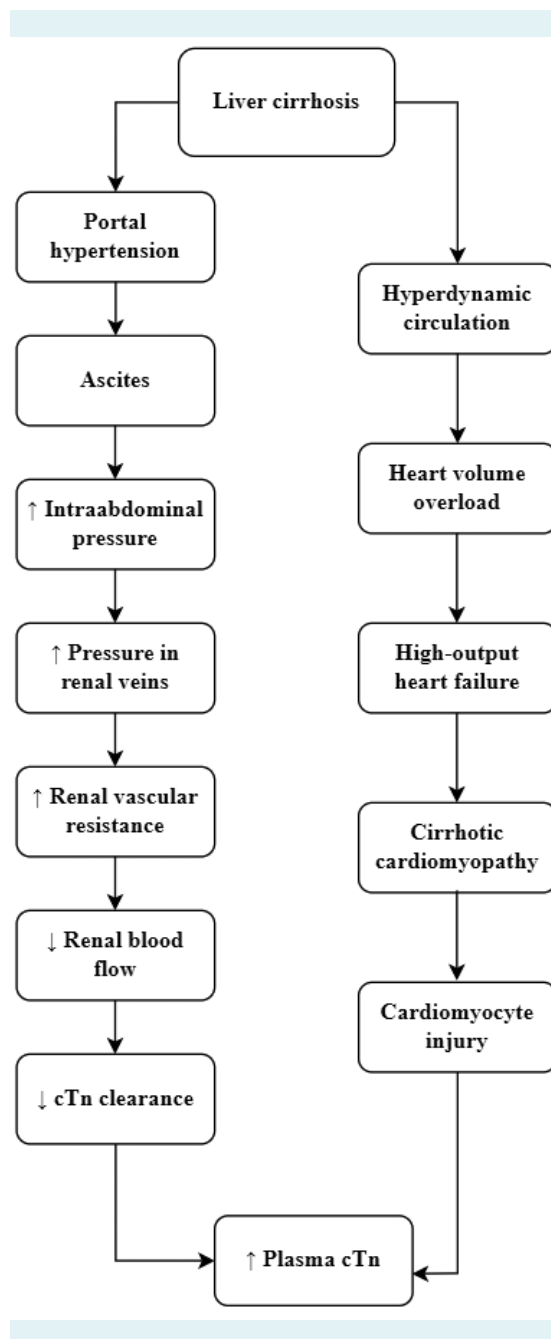 Liver cirrhosis
Portal
hypertension
Ascites
↑ Intraabdominal
pressure
↑ Pressure in
renal veins
↑ Renal vascular
resistance
↓ Renal blood
flow
↓ cTn clearance
Hyperdynamic
circulation
Heart volume
overload
High-output
heart failure
Cirrhotic
cardiomyopathy
Cardiomyocyte
injury
↑ Plasma cTn